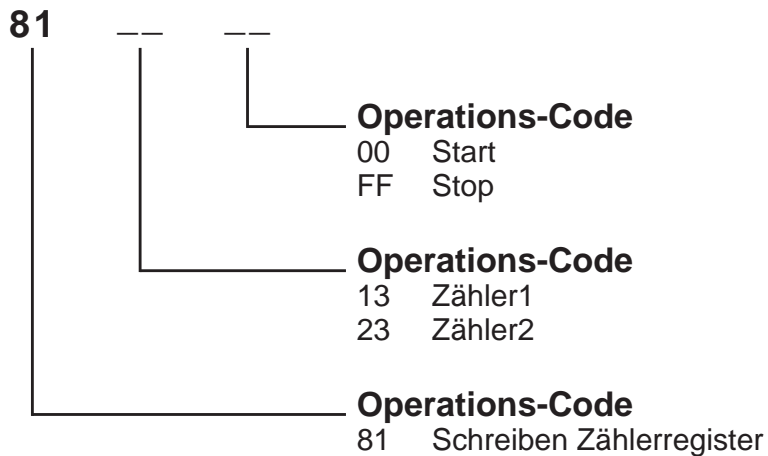 81 __ __
Operations-Code
00 Start
FF Stop
Operations-Code
13 Zähler1
23 Zähler2
Operations-Code
81 Schreiben Zählerregister